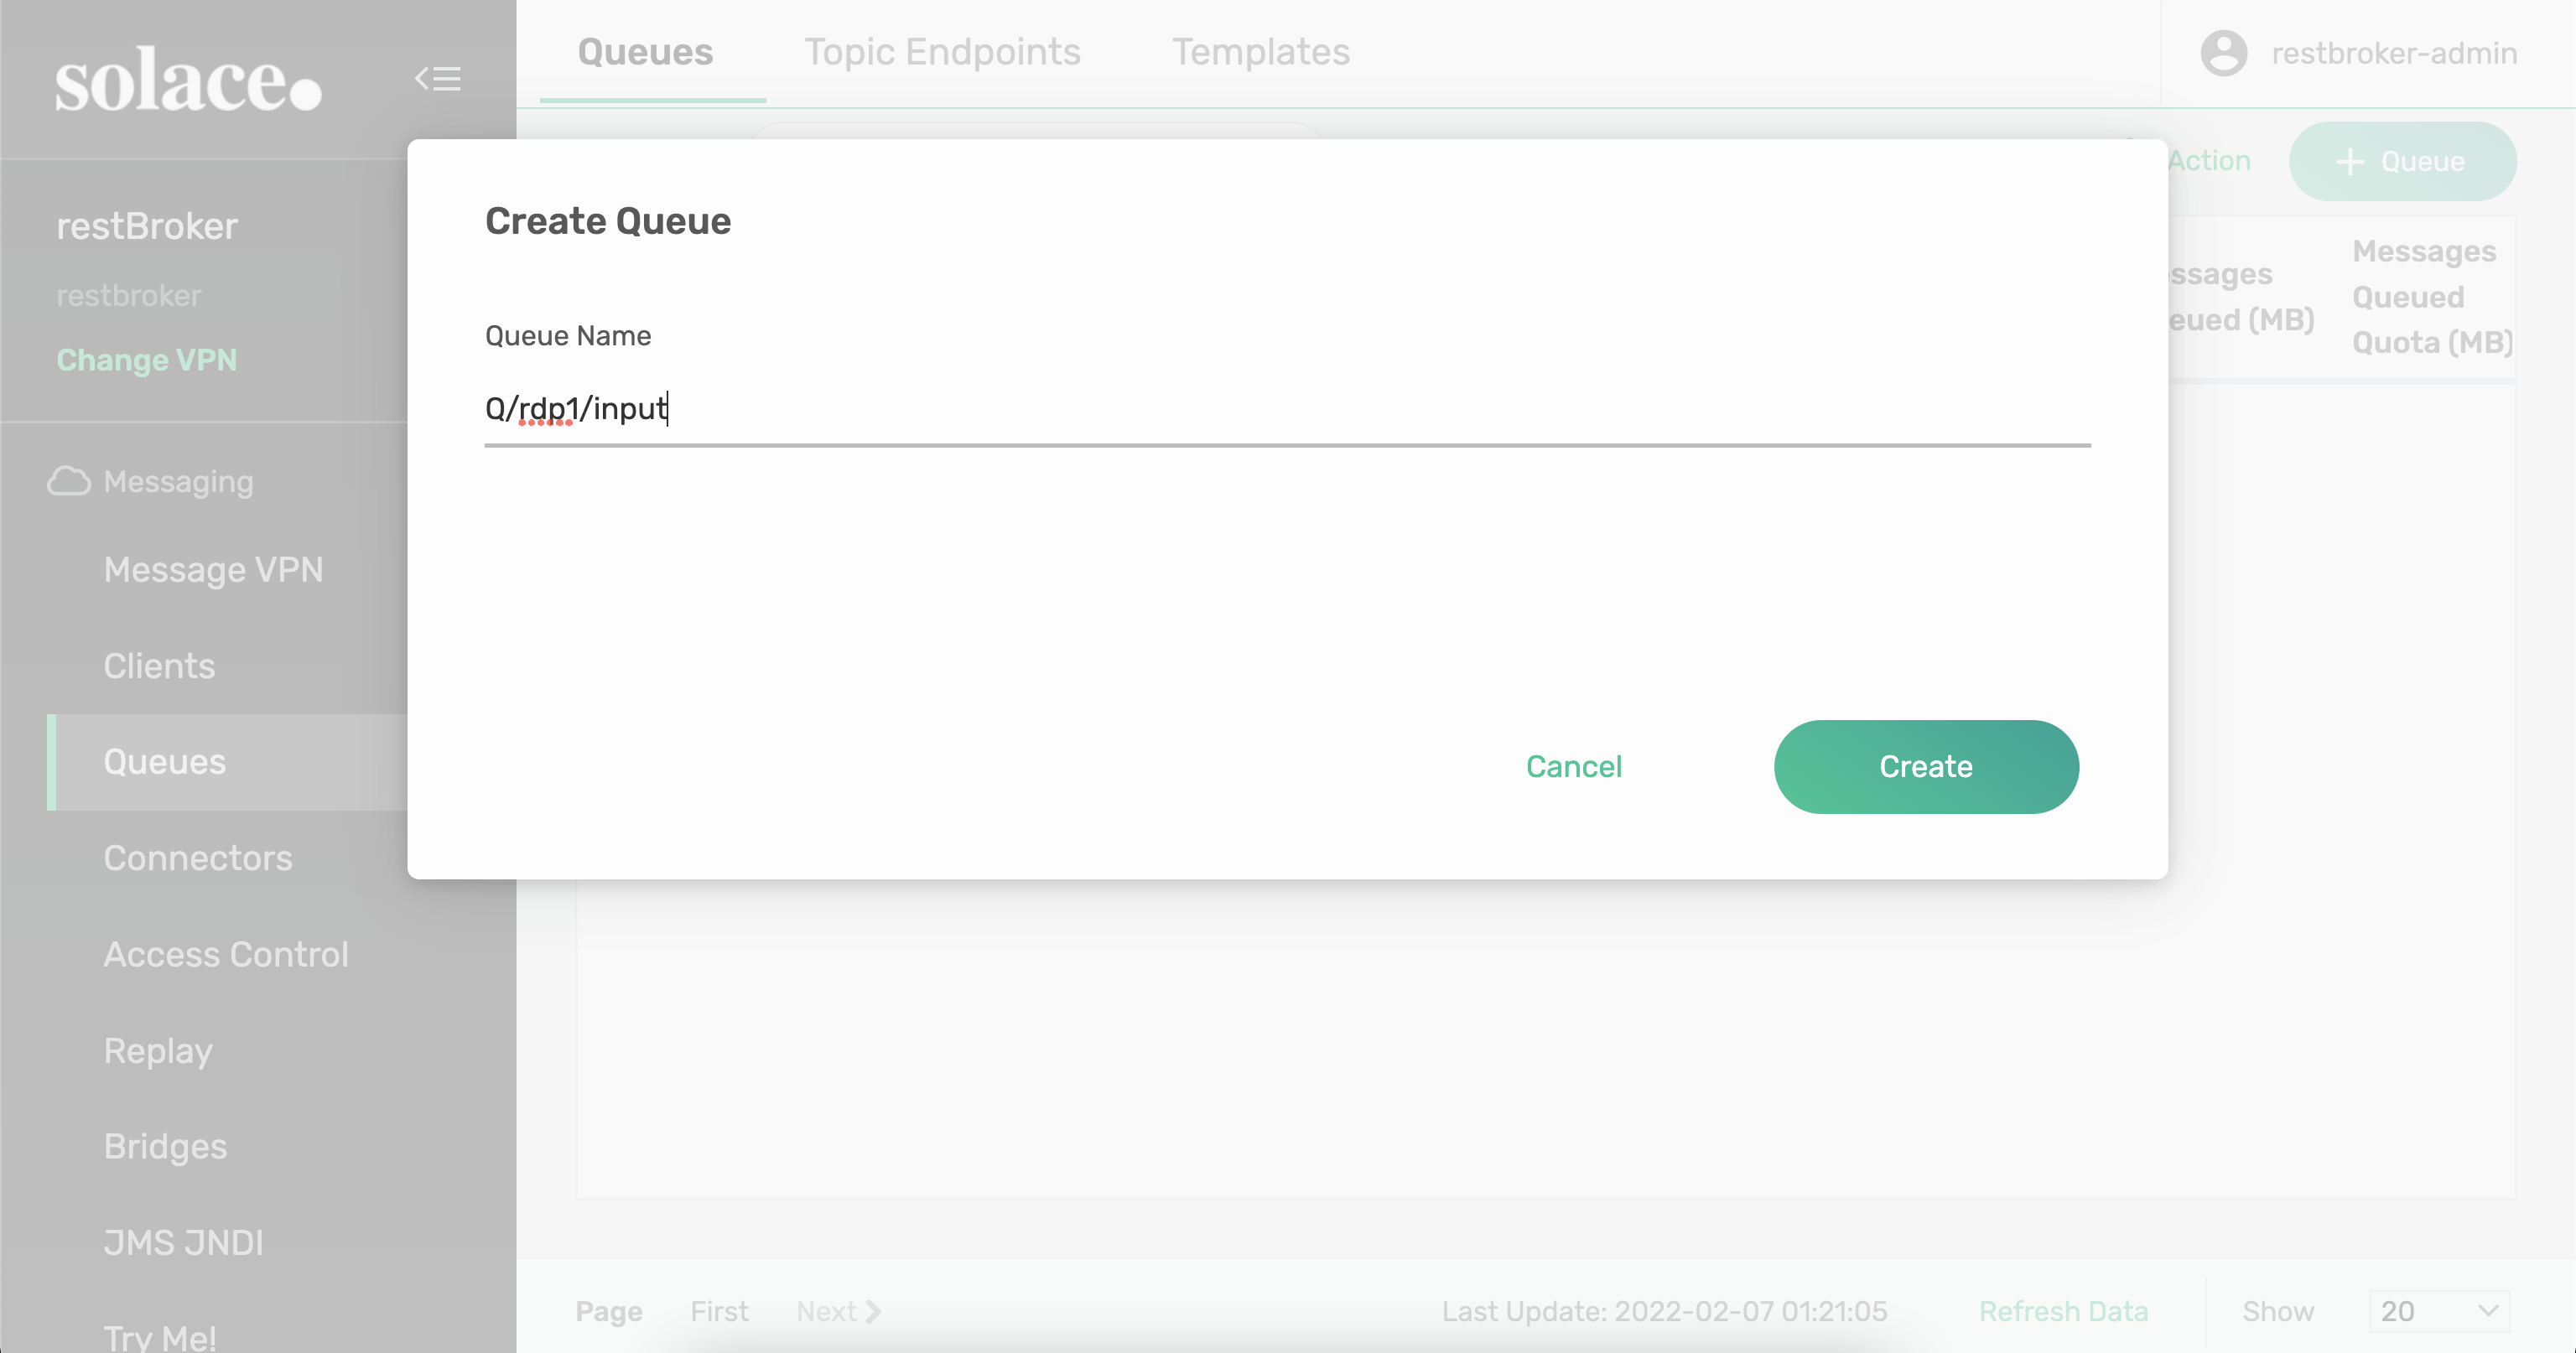 solace.
Queues
Topic Endpoints
Templates
restbroker-admin
restBroker
restbroker
Change VPN
Action
Queue
Create Queue
Queue Name
Q/rdp1/input
Cancel
Create
ssages
eued (MB)
Messages
Queued
Quota (MB)
Messaging
Message VPN
Clients
Queues
Connectors
Access Control
Replay
Bridges
JMS JNDI
Try Me!
Page
First
Next
Last Update: 2022-02-07 01:21:05
Refresh Data
Show
20